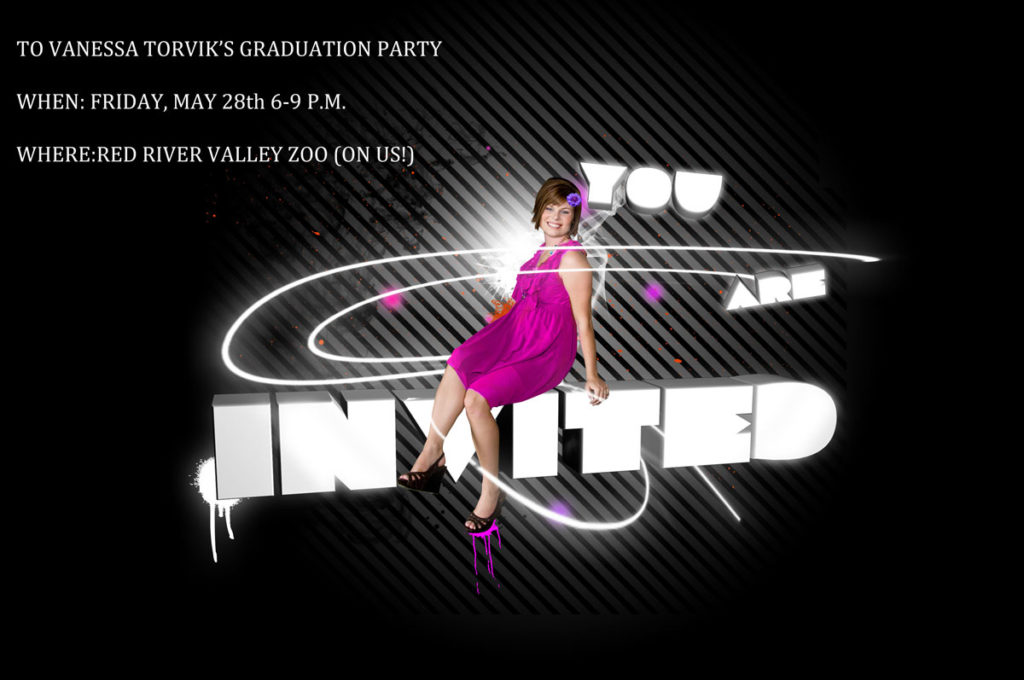 TO VANESSA TORVIK’S GRADUATION PARTY
WHEN: FRIDAY, MAY 28th 6-9 P.M.
WHERE:RED RIVER VALLEY ZOO (ON US!)
YOU
ARE
INVITED